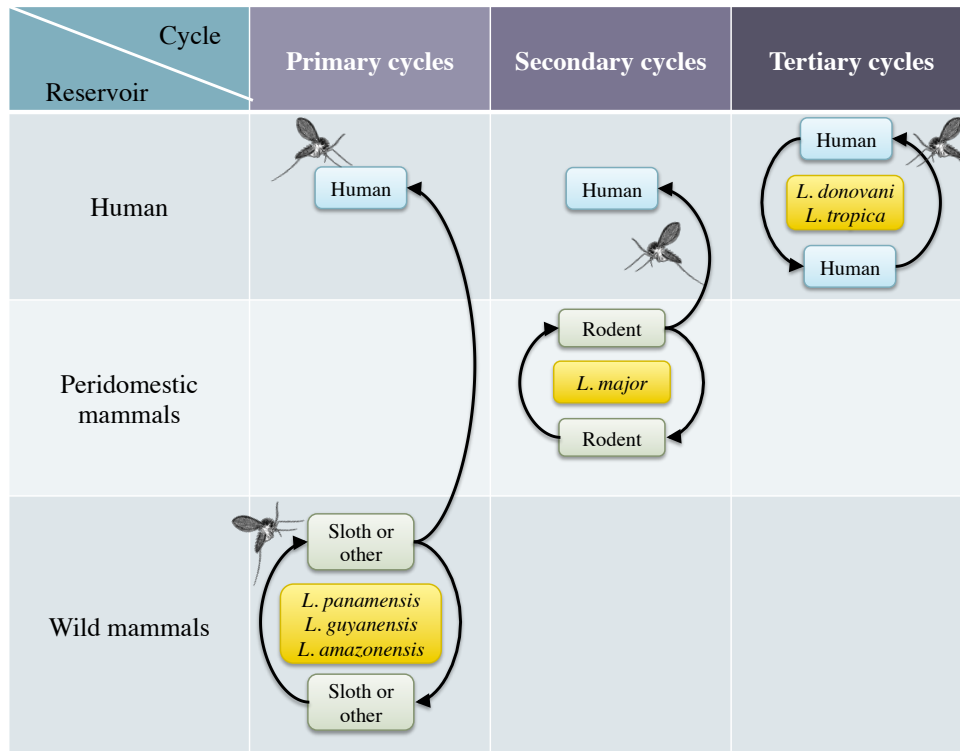 Cycle
Reservoir
Primary cycles
Secondary cycles
Tertiary cycles
Human
Human
Human
Human
L. donovani
L. tropica
Human
Peridomestic
mammals
Rodent
L. major
Rodent
Wild mammals
Sloth or
other
L. panamensis
L. guyanensis
L. amazonensis
Sloth or
other